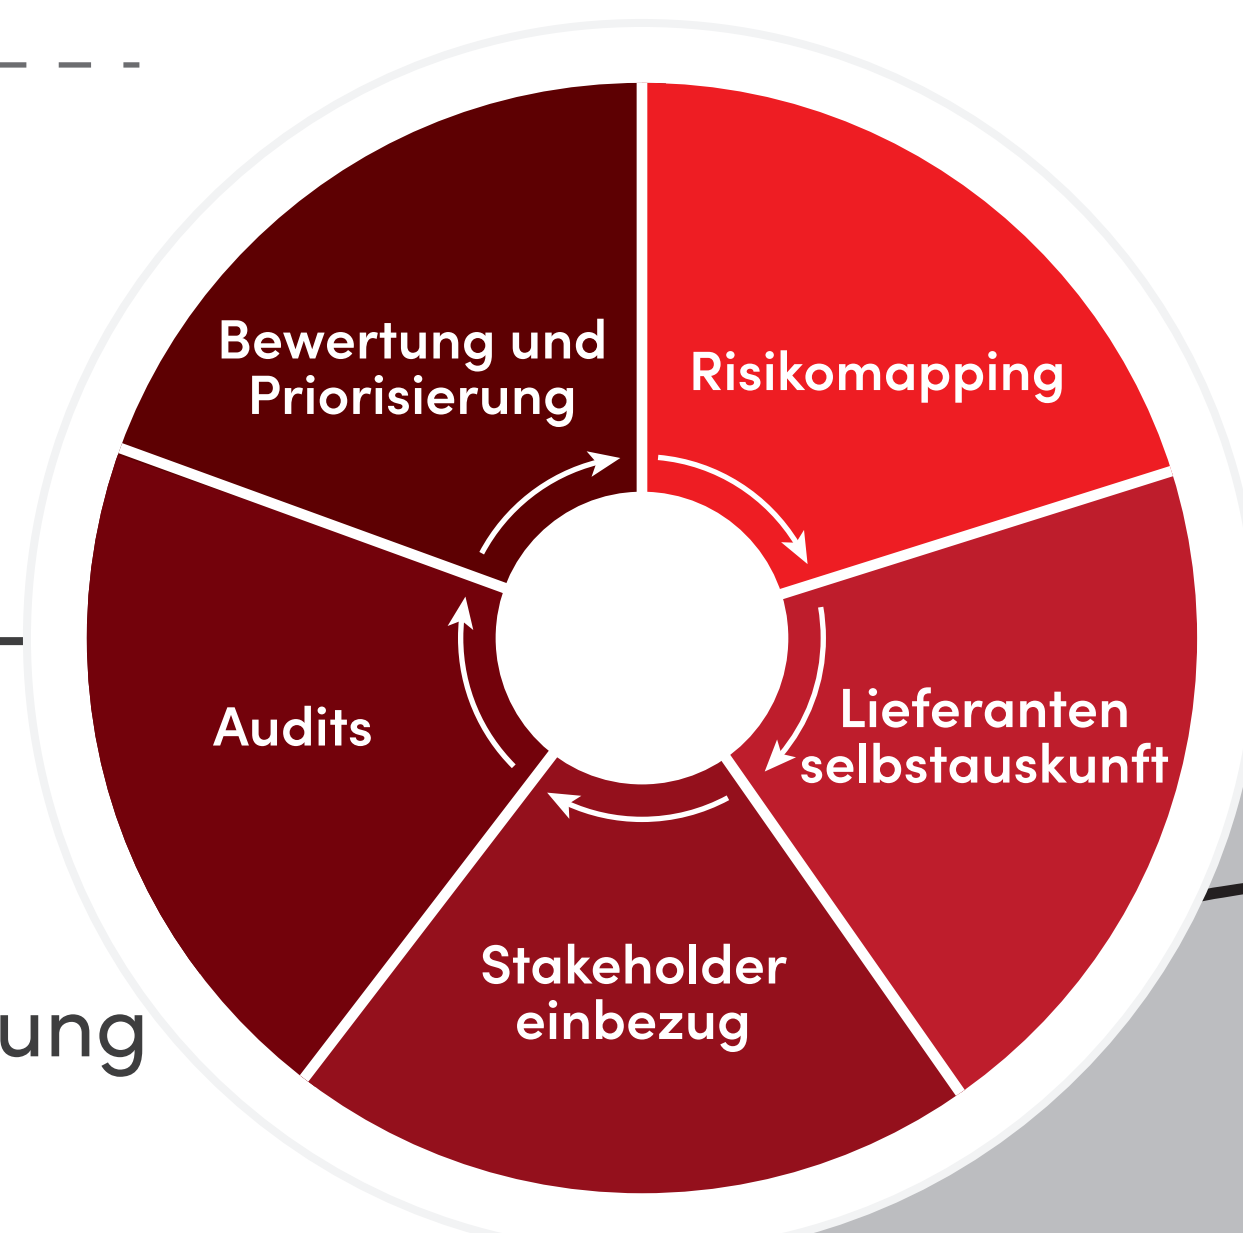 Bewertung und
Priorisierung
Risikomapping
Lieferanten
selbstauskunft
Audits
Stakeholder
einbezug
ung